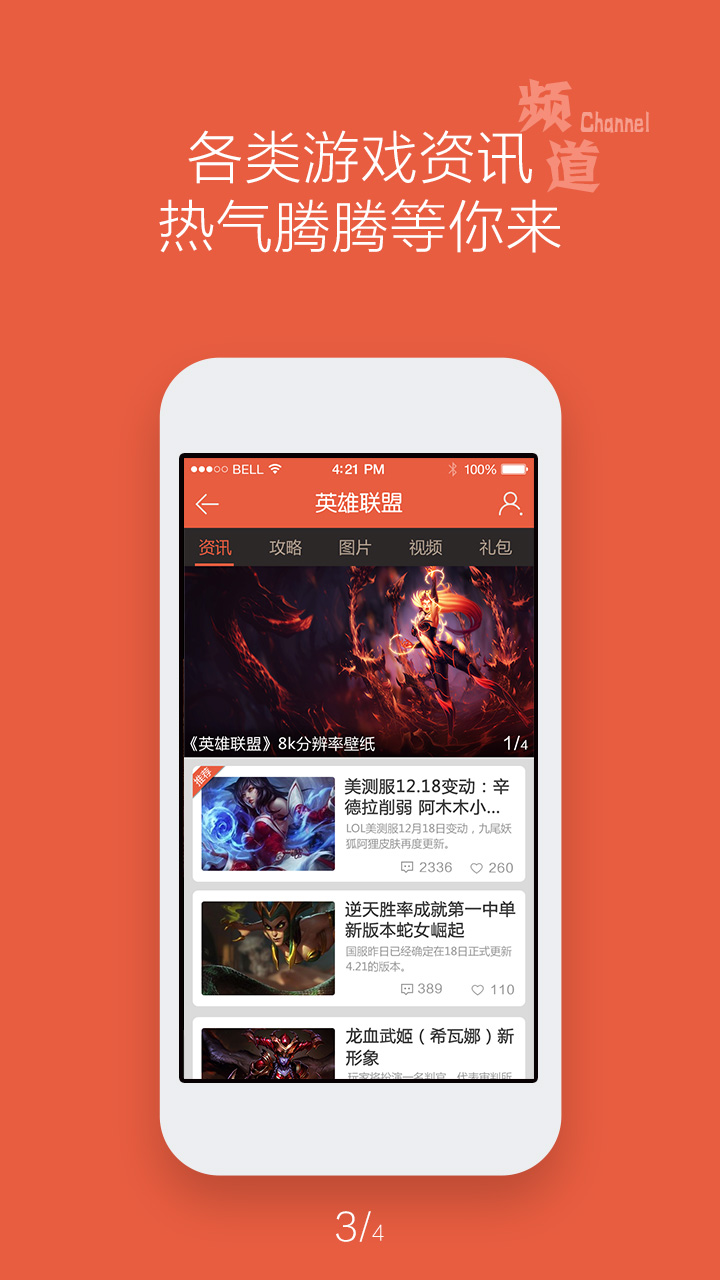 频道 Channel
各类游戏资讯
热气腾腾等你来
BELL 4:21 PM 100%
英雄联盟
资讯 攻略 图片 视频 礼包
《英雄联盟》8k分辨率壁纸 1/4
推荐
美测服12.18变动：辛
德拉削弱 阿木木小...
LOL美测服12月18日变动，九尾妖
狐阿狸皮肤再度更新。
2336 260
逆天胜率成就第一中单
新版本蛇女崛起
国服昨日已经确定在18日正式更新
4.21的版本。
389 110
龙血武姬（希瓦娜）新
形象
3/4